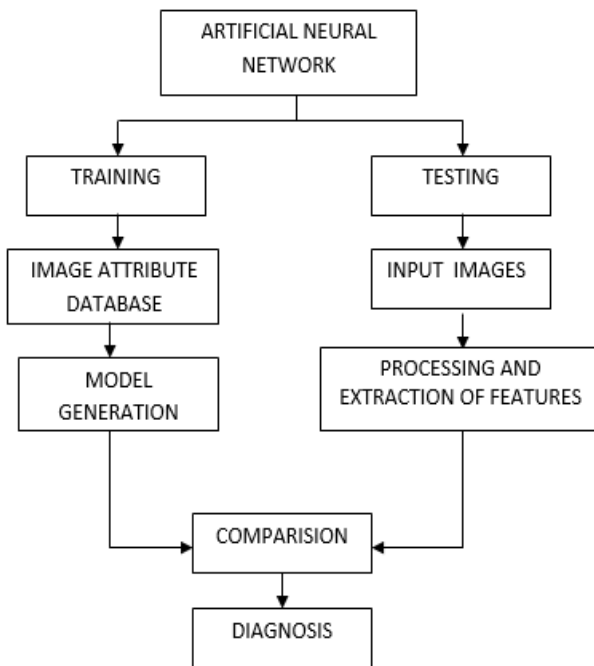 ARTIFICIAL NEURAL
NETWORK
TRAINING
TESTING
IMAGE ATTRIBUTE
DATABASE
INPUT IMAGES
MODEL
GENERATION
PROCESSING AND
EXTRACTION OF FEATURES
COMPARISION
DIAGNOSIS